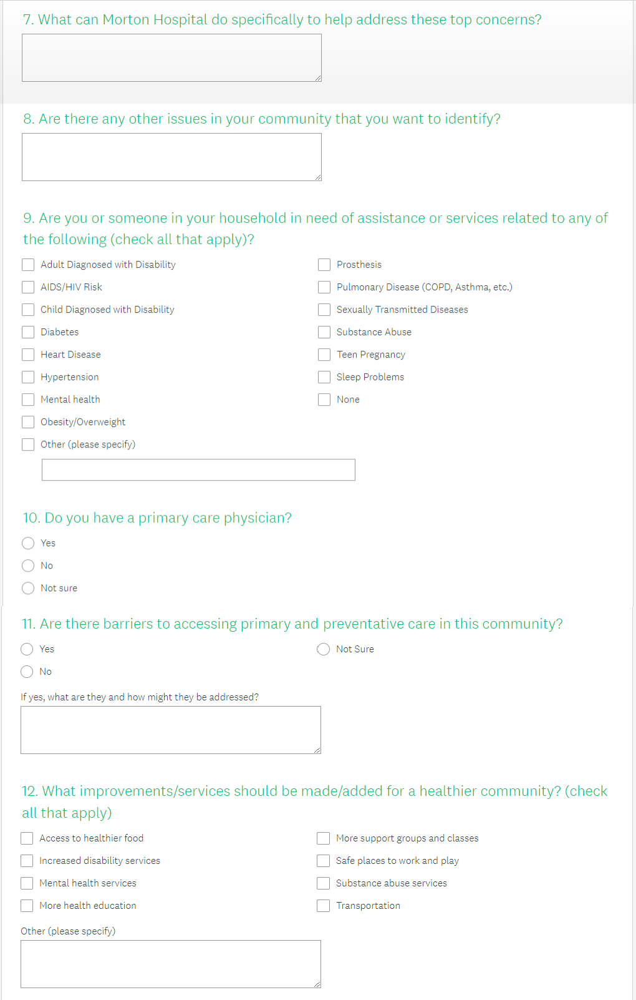 7. What can Morton Hospital do specifically to help address these top concerns?
8. Are there any other issues in your community that you want to identify?
9. Are you or someone in your household in need of assistance or services related to any of
the following (check all that apply)?
Adult Diagnosed with Disability
AIDS/HIV Risk
Child Diagnosed with Disability
Diabetes
Heart Disease
Hypertension
Mental health
Obesity/Overweight
Other (please specify)
Prosthesis
Pulmonary Disease (COPD, Asthma, etc.)
Sexually Transmitted Diseases
Substance Abuse
Teen Pregnancy
Sleep Problems
None
10. Do you have a primary care physician?
Yes
No
Not sure
11. Are there barriers to accessing primary and preventative care in this community?
Yes
No
Not Sure
If yes, what are they and how might they be addressed?
12. What improvements/services should be made/added for a healthier community? (check
all that apply)
Access to healthier food
Increased disability services
Mental health services
More health education
More support groups and classes
Safe places to work and play
Substance abuse services
Transportation
Other (please specify)